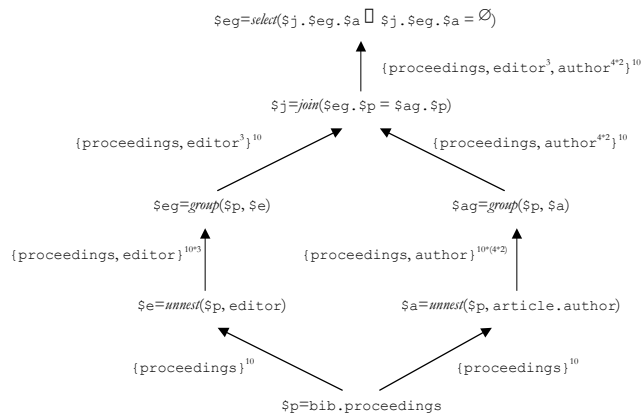 $eg=select($j.$eg.$a ▯ $j.$eg.$a = ∅)
{proceedings, editor³, author⁴*²}¹⁰
$j=join($eg.$p = $ag.$p)
{proceedings, editor³}¹⁰
{proceedings, author⁴*²}¹⁰
$eg=group($p, $e)
$ag=group($p, $a)
{proceedings, editor}¹⁰*³
{proceedings, author}¹⁰*⁽⁴*²⁾
$e=unnest($p, editor)
$a=unnest($p, article.author)
{proceedings}¹⁰
{proceedings}¹⁰
$p=bib.proceedings